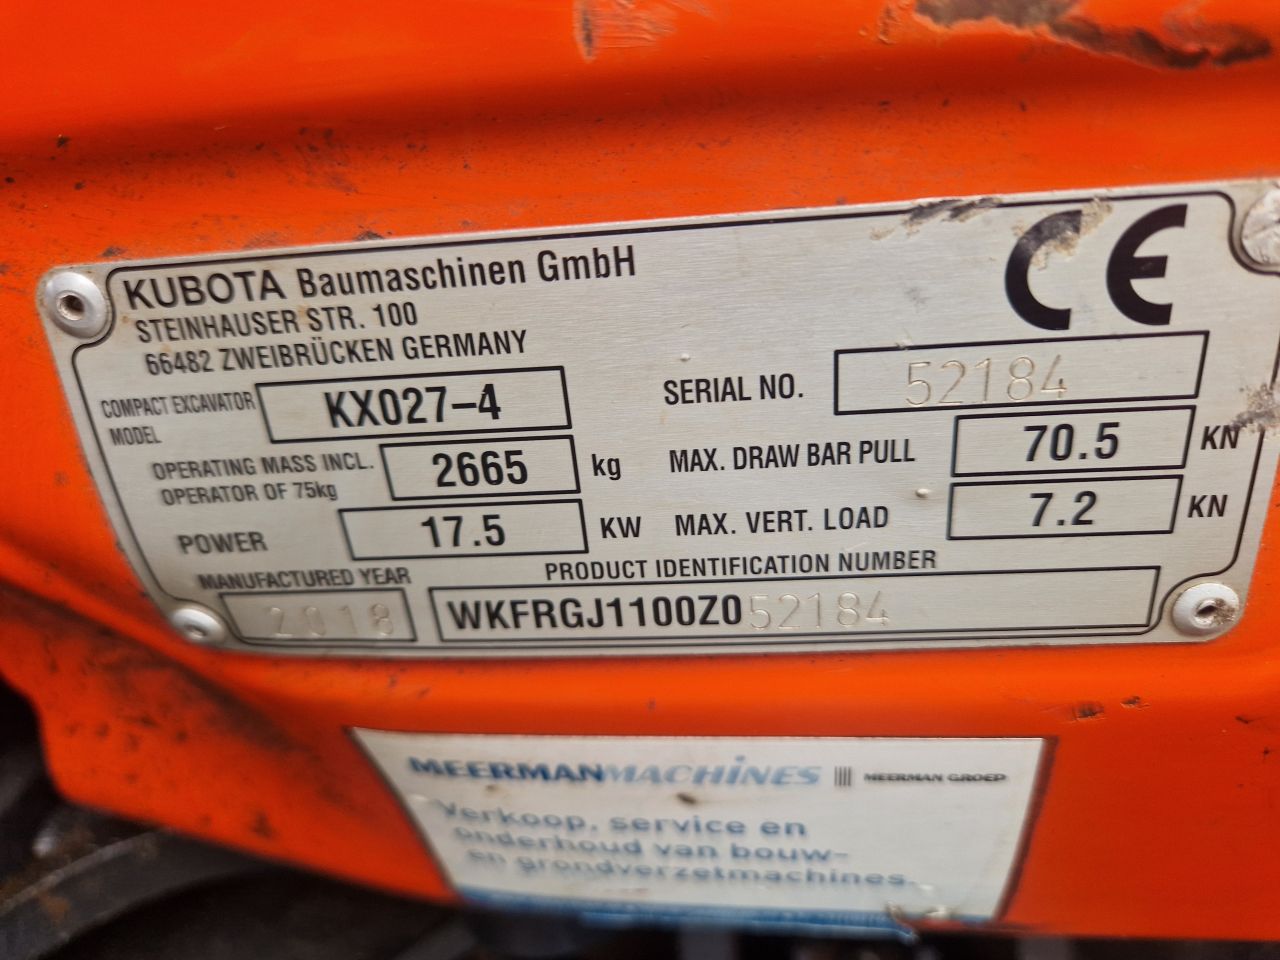 KUBOTA Baumaschinen GmbH
STEINHAUSER STR. 100
66482 ZWEIBRÜCKEN GERMANY
CE
COMPACT EXCAVATOR
MODEL
KX027-4
SERIAL NO.
52184
OPERATING MASS INCL.
OPERATOR OF 75kg
2665 kg
MAX. DRAW BAR PULL 70.5 KN
POWER 17.5 KW
MAX. VERT. LOAD 7.2 KN
MANUFACTURED YEAR
2018
PRODUCT IDENTIFICATION NUMBER
WKFRGJ1100Z052184
MEERMANMACHINES MEERMAN GROEP
Verkoop, service en
onderhoud van bouw-
en grondverzetmachines.